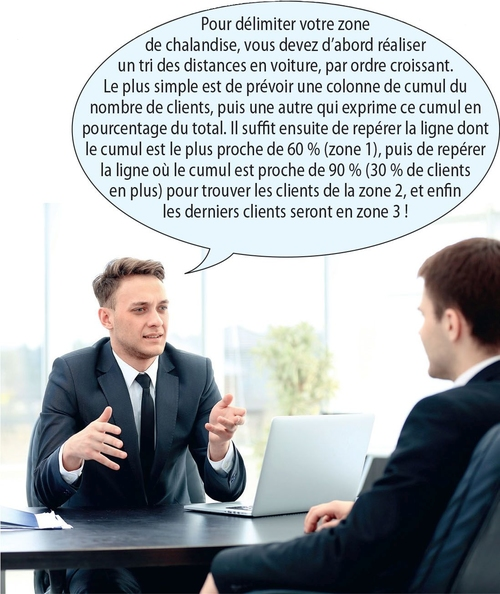 Pour délimiter votre zone
de chalandise, vous devez d'abord réaliser
un tri des distances en voiture, par ordre croissant.
Le plus simple est de prévoir une colonne de cumul du
nombre de clients, puis une autre qui exprime ce cumul en
pourcentage du total. Il suffit ensuite de repérer la ligne dont
le cumul est le plus proche de 60 % (zone 1), puis de repérer
la ligne où le cumul est proche de 90 % (30 % de clients
en plus) pour trouver les clients de la zone 2, et enfin
les derniers clients seront en zone 3 !